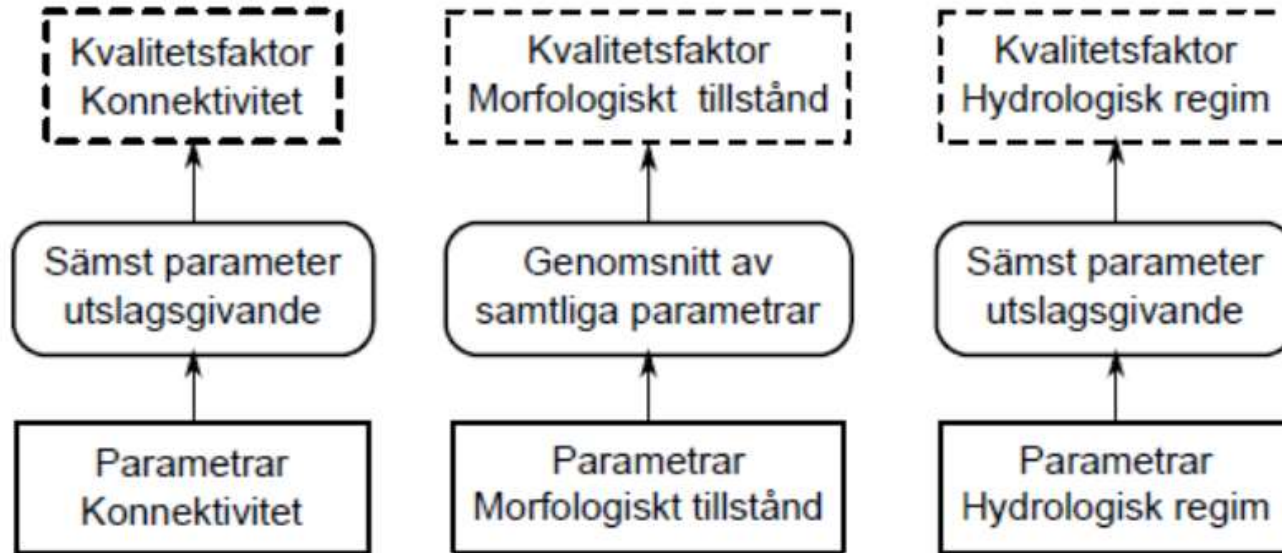 Kvalitetsfaktor
Konnektivitet
Kvalitetsfaktor
Morfologiskt tillstånd
Kvalitetsfaktor
Hydrologisk regim
Sämst parameter
utslagsgivande
Genomsnitt av
samtliga parametrar
Sämst parameter
utslagsgivande
Parametrar
Konnektivitet
Parametrar
Morfologiskt tillstånd
Parametrar
Hydrologisk regim